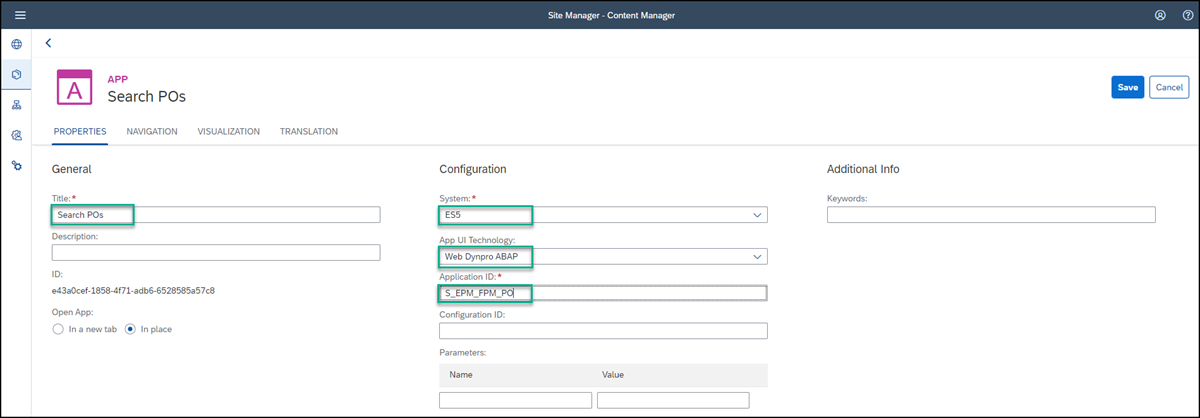 Site Manager - Content Manager
A
APP
Search POs
Save
Cancel
PROPERTIES
NAVIGATION
VISUALIZATION
TRANSLATION
General
Title:*
Search POs
Description:
ID:
e43a0cef-1858-4f71-adb6-6528585a57c8
Open App:
In a new tab
In place
Configuration
System:*
ES5
App UI Technology:
Web Dynpro ABAP
Application ID:*
S_EPM_FPM_PO
Configuration ID:
Parameters:
Name
Value
Additional Info
Keywords: